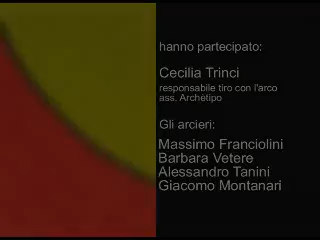 hanno partecipato:
Cecilia Trinci
responsabile tiro con l'arco
ass. Archètipo
Gli arcieri:
Massimo Franciolini
Barbara Vetere
Alessandro Tanini
Giacomo Montanari